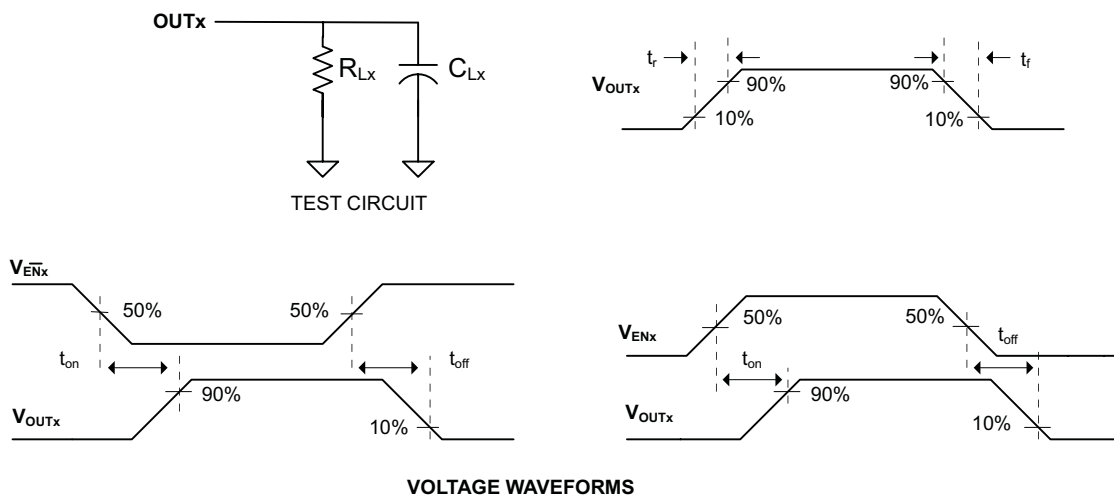 OUTx
RLx
CLx
TEST CIRCUIT
tr
tf
VOUTx
90%
90%
10%
10%
VE̅N̅x
50%
50%
ton
toff
VOUTx
90%
10%
VENx
50%
50%
ton
toff
VOUTx
90%
10%
VOLTAGE WAVEFORMS